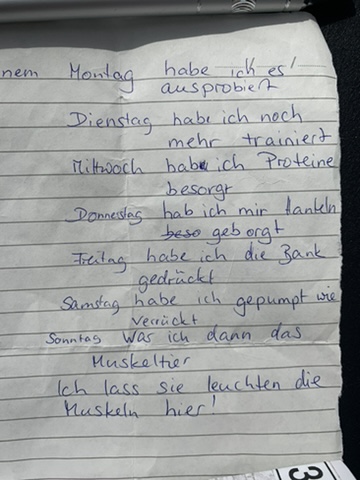 nem Montag habe ich es!
ausprobiert
Dienstag habe ich noch
mehr trainiert
Mittwoch habe ich Proteine
besorgt
Donnerstag hab ich mir Hanteln
beso geborgt
Freitag habe ich die Bank
gedrückt
Samstag habe ich gepumpt wie
verrückt
Sonntag was ich dann das
Muskeltier
Ich lass sie leuchten die
Muskeln hier!
3